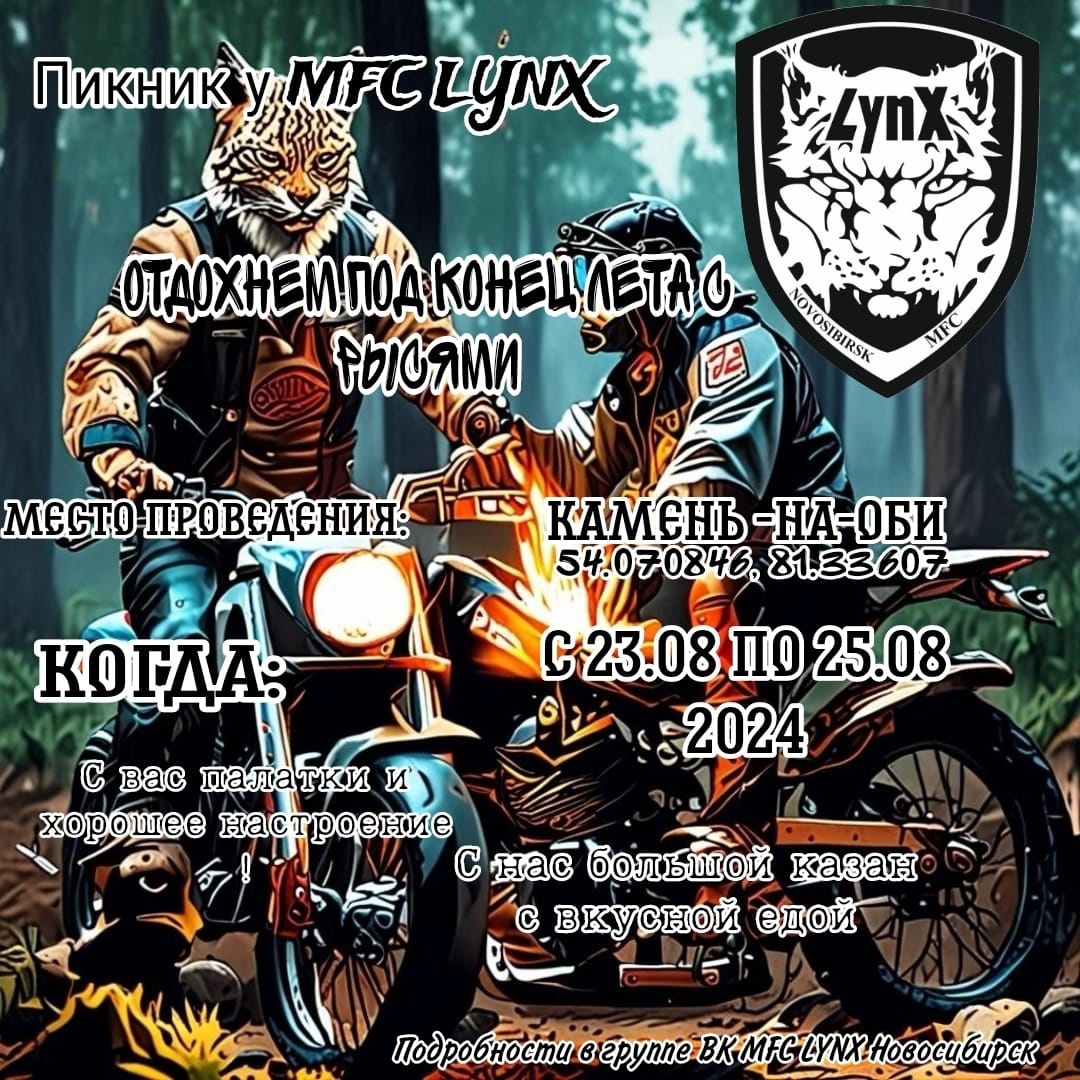 Пикник у MFC LYNX
LynX
NOVOSIBIRSK MFC
ОТДОХНЕМ ПОД КОНЕЦ ЛЕТА С
РЫСЯМИ
МЕСТО ПРОВЕДЕНИЯ:
КАМЕНЬ -НА-ОБИ
54.070846, 81.33607
КОГДА:
С 23.08 ПО 25.08
2024
С вас палатки и
хорошее настроение
!
С нас большой казан
с вкусной едой
Подробности в группе ВК MFC LYNX Новосибирск